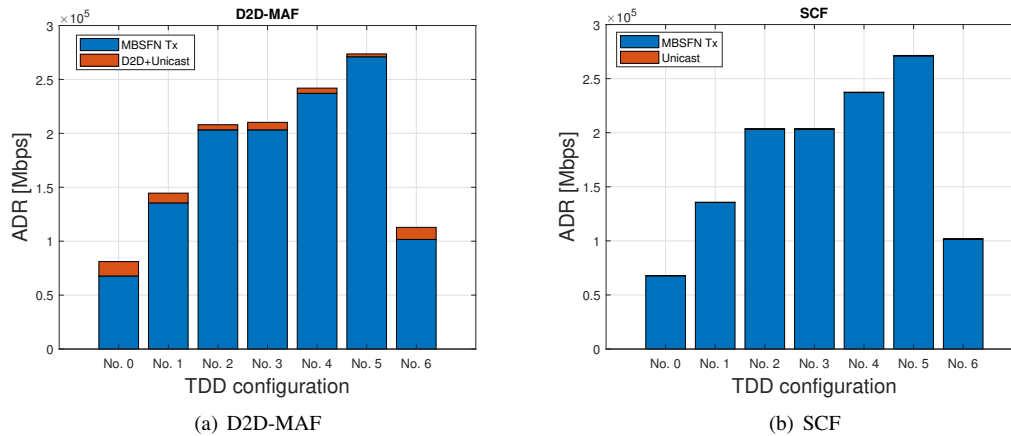 D2D-MAF
×10^5
3
2.5
2
1.5
1
0.5
0
ADR [Mbps]
MBSFN Tx
D2D+Unicast
No. 0 No. 1 No. 2 No. 3 No. 4 No. 5 No. 6
TDD configuration
(a) D2D-MAF
SCF
×10^5
3
2.5
2
1.5
1
0.5
0
ADR [Mbps]
MBSFN Tx
Unicast
No. 0 No. 1 No. 2 No. 3 No. 4 No. 5 No. 6
TDD configuration
(b) SCF